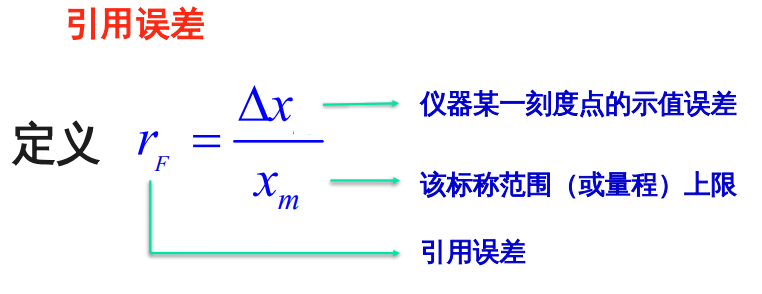 引用误差
定义 r_F = Δx / x_m
仪器某一刻度点的示值误差
该标称范围（或量程）上限
引用误差